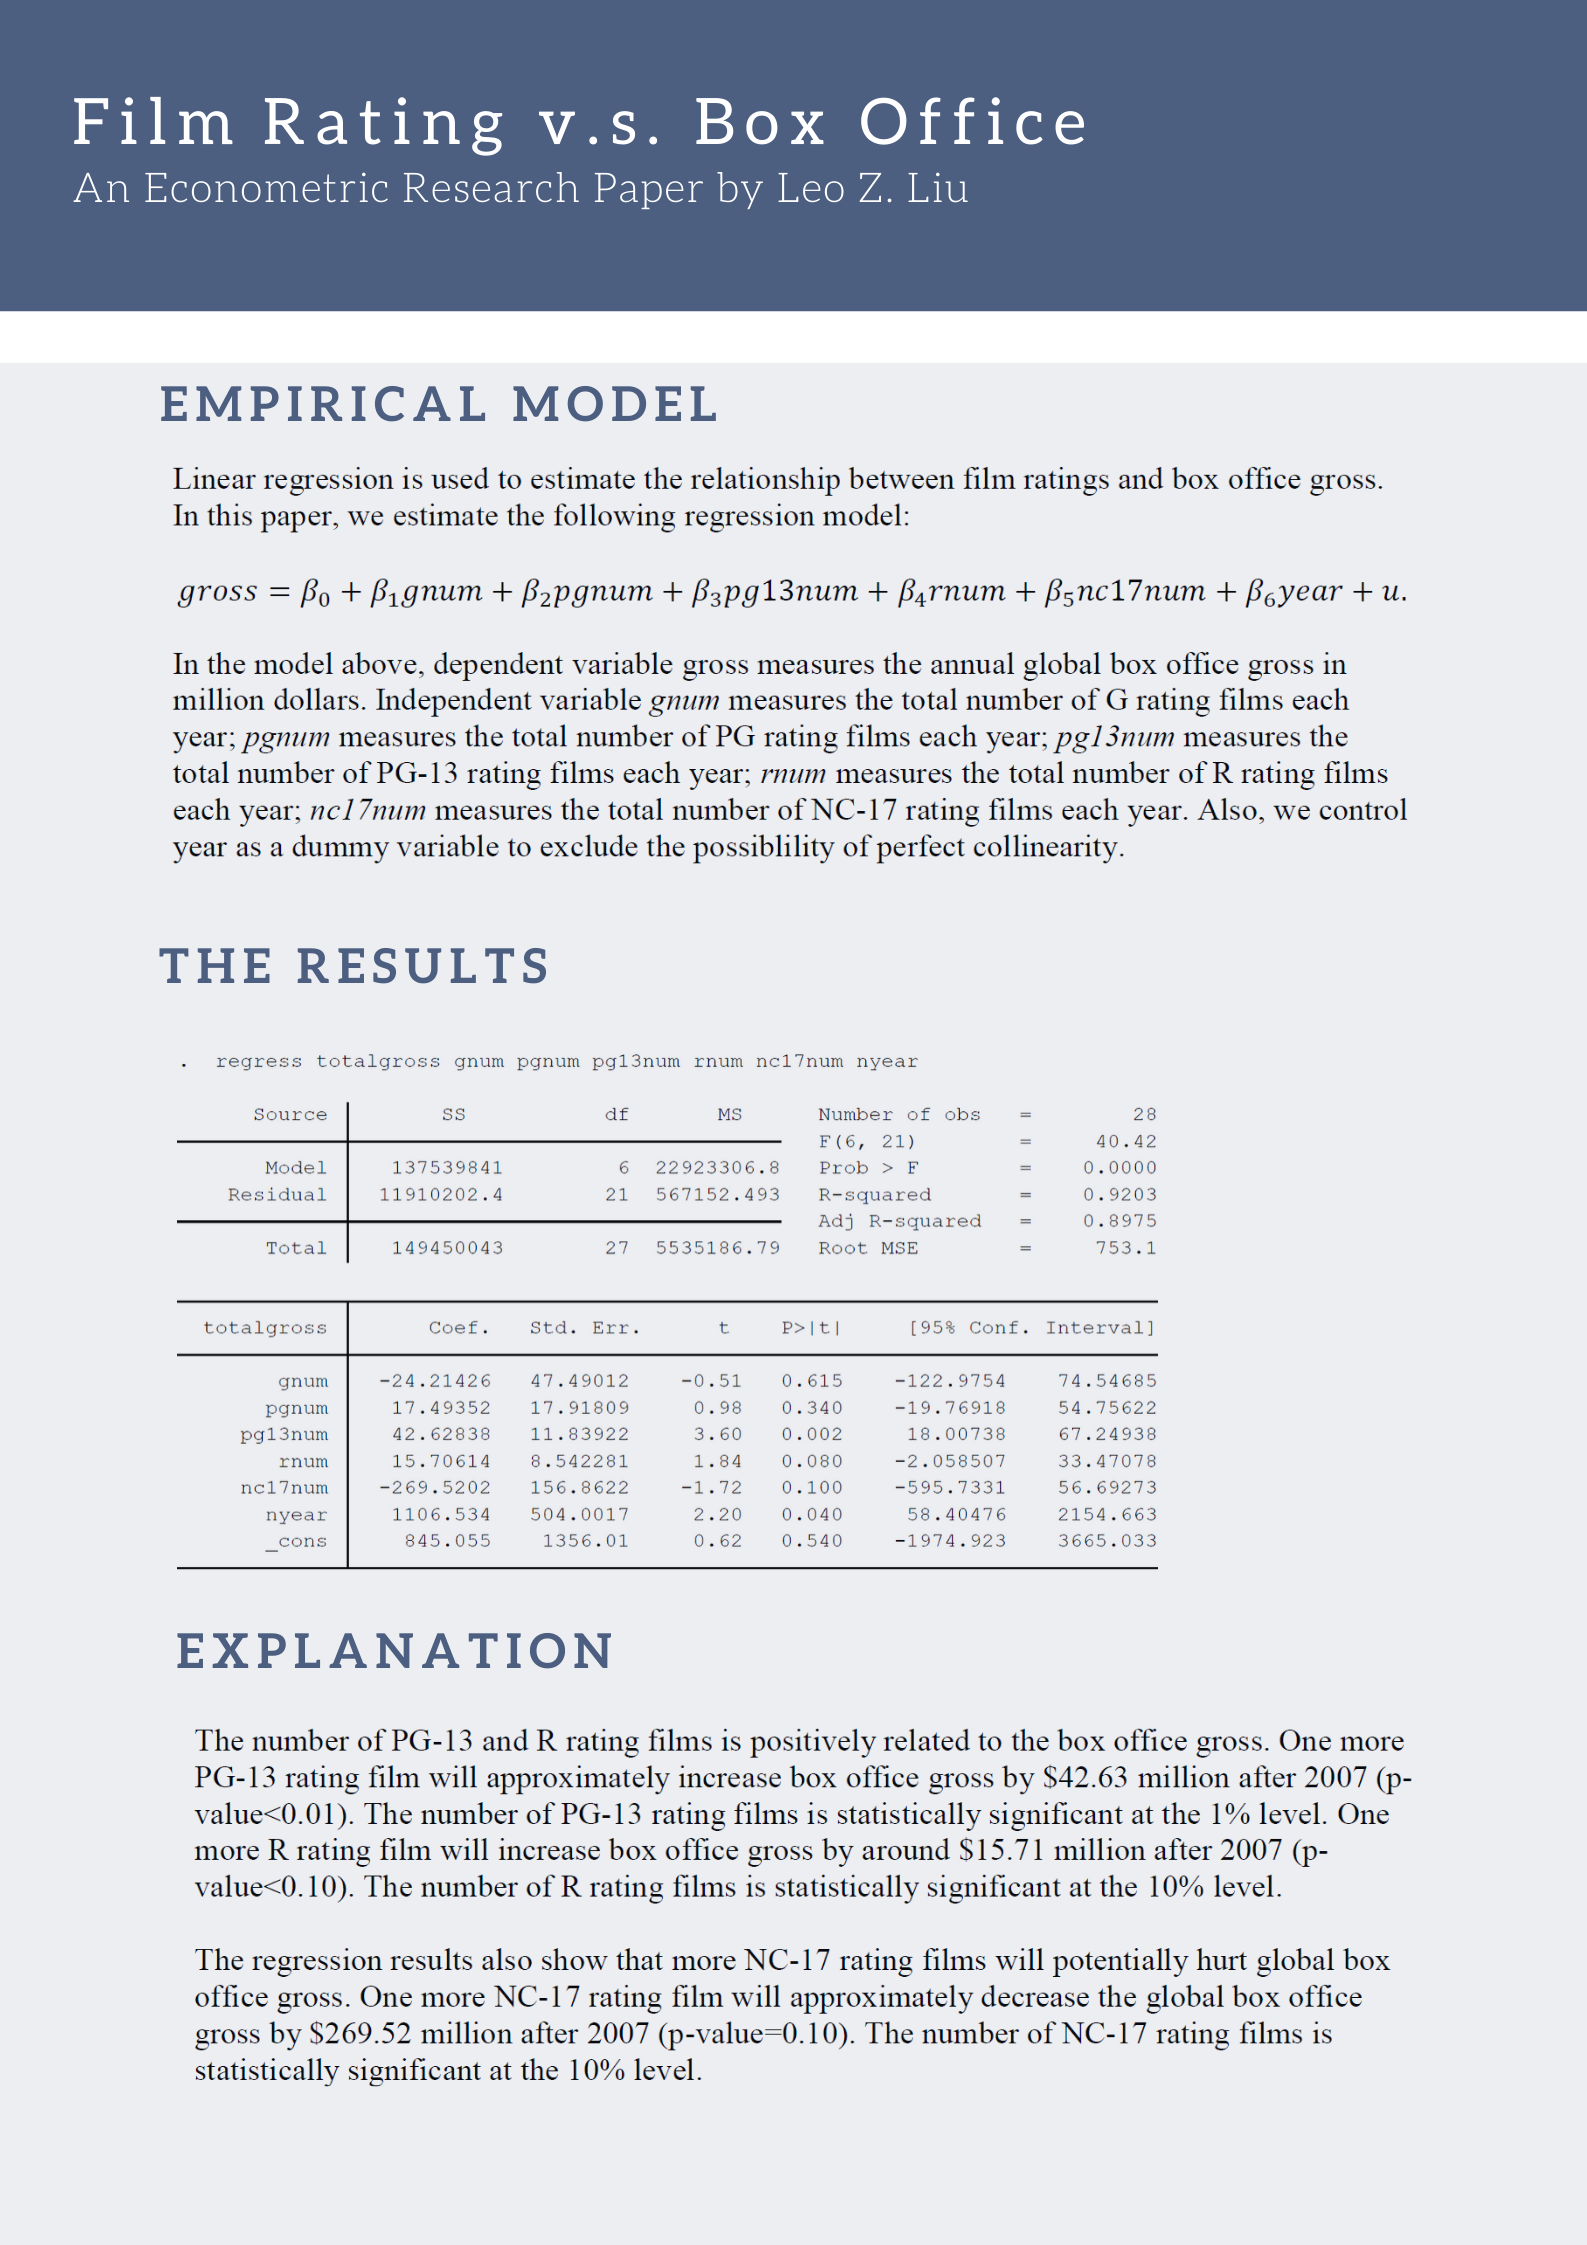 Film Rating v.s. Box Office
An Econometric Research Paper by Leo Z. Liu
EMPIRICAL MODEL
Linear regression is used to estimate the relationship between film ratings and box office gross.
In this paper, we estimate the following regression model:
gross = β₀ + β₁gnum + β₂pgnum + β₃pg13num + β₄rnum + β₅nc17num + β₆year + u.
In the model above, dependent variable gross measures the annual global box office gross in
million dollars. Independent variable gnum measures the total number of G rating films each
year; pgnum measures the total number of PG rating films each year; pg13num measures the
total number of PG-13 rating films each year; rnum measures the total number of R rating films
each year; nc17num measures the total number of NC-17 rating films each year. Also, we control
year as a dummy variable to exclude the possiblility of perfect collinearity.
THE RESULTS
. regress totalgross gnum pgnum pg13num rnum nc17num nyear
Source SS df MS Number of obs = 28
F(6, 21) = 40.42
Model 137539841 6 22923306.8 Prob > F = 0.0000
Residual 11910202.4 21 567152.493 R-squared = 0.9203
Adj R-squared = 0.8975
Total 149450043 27 5535186.79 Root MSE = 753.1
totalgross Coef. Std. Err. t P>|t| [95% Conf. Interval]
gnum -24.21426 47.49012 -0.51 0.615 -122.9754 74.54685
pgnum 17.49352 17.91809 0.98 0.340 -19.76918 54.75622
pg13num 42.62838 11.83922 3.60 0.002 18.00738 67.24938
rnum 15.70614 8.542281 1.84 0.080 -2.058507 33.47078
nc17num -269.5202 156.8622 -1.72 0.100 -595.7331 56.69273
nyear 1106.534 504.0017 2.20 0.040 58.40476 2154.663
_cons 845.055 1356.01 0.62 0.540 -1974.923 3665.033
EXPLANATION
The number of PG-13 and R rating films is positively related to the box office gross. One more
PG-13 rating film will approximately increase box office gross by $42.63 million after 2007 (p-
value<0.01). The number of PG-13 rating films is statistically significant at the 1% level. One
more R rating film will increase box office gross by around $15.71 million after 2007 (p-
value<0.10). The number of R rating films is statistically significant at the 10% level.
The regression results also show that more NC-17 rating films will potentially hurt global box
office gross. One more NC-17 rating film will approximately decrease the global box office
gross by $269.52 million after 2007 (p-value=0.10). The number of NC-17 rating films is
statistically significant at the 10% level.